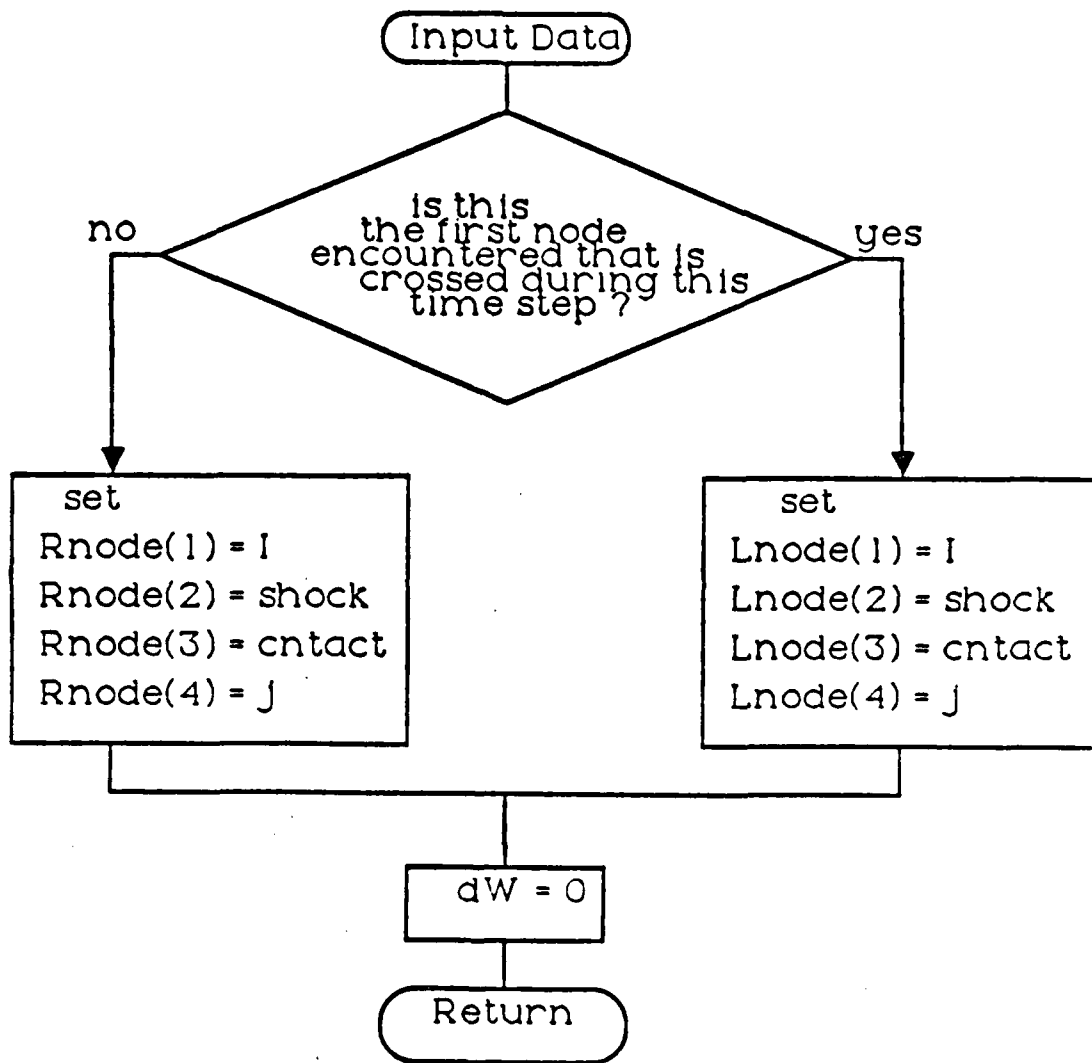 Input Data
is this
the first node
encountered that is
crossed during this
time step ?
no
yes
set
Rnode(1) = I
Rnode(2) = shock
Rnode(3) = cntact
Rnode(4) = j
set
Lnode(1) = I
Lnode(2) = shock
Lnode(3) = cntact
Lnode(4) = j
dW = 0
Return